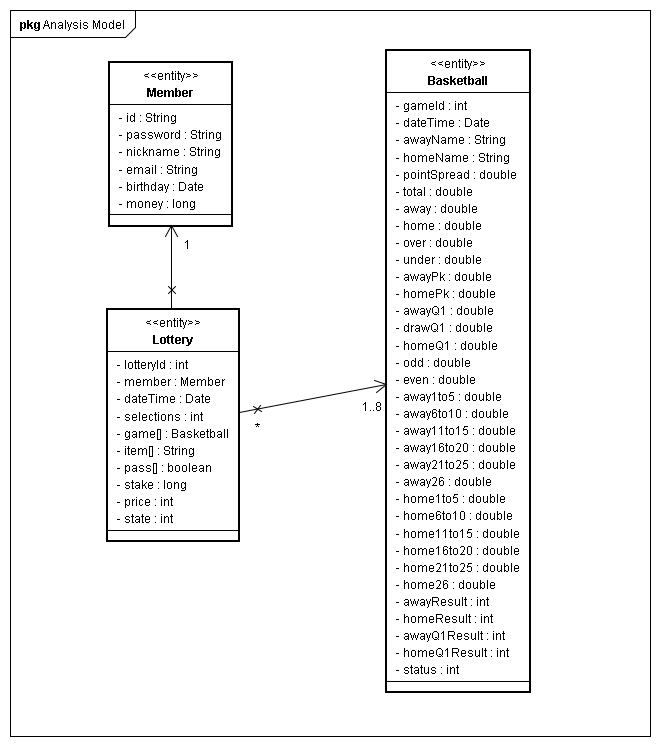 pkg Analysis Model
<<entity>>
Member
- id : String
- password : String
- nickname : String
- email : String
- birthday : Date
- money : long
1
<<entity>>
Lottery
- lotteryId : int
- member : Member
- dateTime : Date
- selections : int
- game[] : Basketball
- item[] : String
- pass[] : boolean
- stake : long
- price : int
- state : int
*
1..8
<<entity>>
Basketball
- gameId : int
- dateTime : Date
- awayName : String
- homeName : String
- pointSpread : double
- total : double
- away : double
- home : double
- over : double
- under : double
- awayPk : double
- homePk : double
- awayQ1 : double
- drawQ1 : double
- homeQ1 : double
- odd : double
- even : double
- away1to5 : double
- away6to10 : double
- away11to15 : double
- away16to20 : double
- away21to25 : double
- away26 : double
- home1to5 : double
- home6to10 : double
- home11to15 : double
- home16to20 : double
- home21to25 : double
- home26 : double
- awayResult : int
- homeResult : int
- awayQ1Result : int
- homeQ1Result : int
- status : int